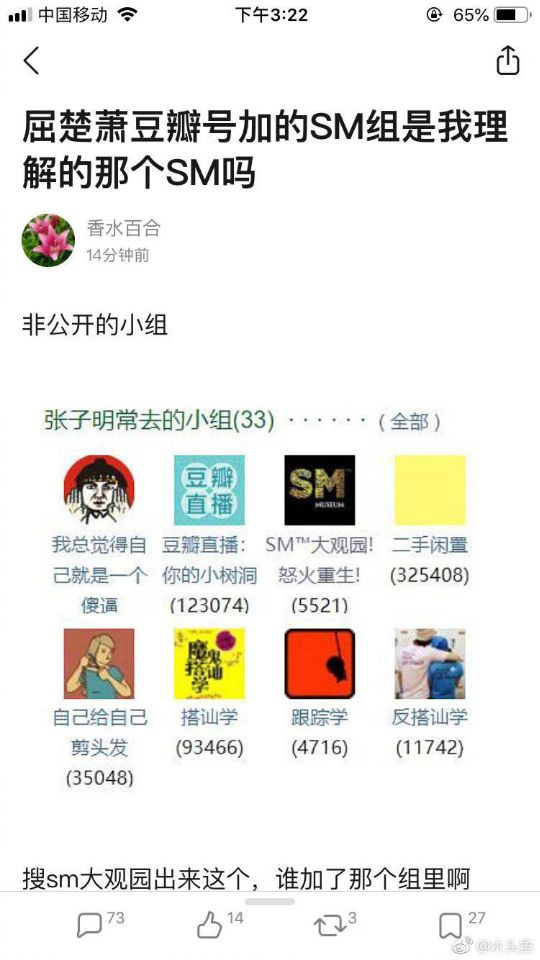 中国移动
下午3:22
65%
屈楚萧豆瓣号加的SM组是我理
解的那个SM吗
香水百合
14分钟前
非公开的小组
张子明常去的小组(33) · · · · · · (全部)
豆瓣
直播
SM
MUSEUM
我总觉得自
己就是一个
傻逼
豆瓣直播:
你的小树洞
(123074)
SM™大观园!
怒火重生!
(5521)
二手闲置
(325408)
魔鬼
搭讪
学
自己给自己
剪头发
(35048)
搭讪学
(93466)
跟踪学
(4716)
反搭讪学
(11742)
搜sm大观园出来这个，谁加了那个组里啊
73
14
3
27